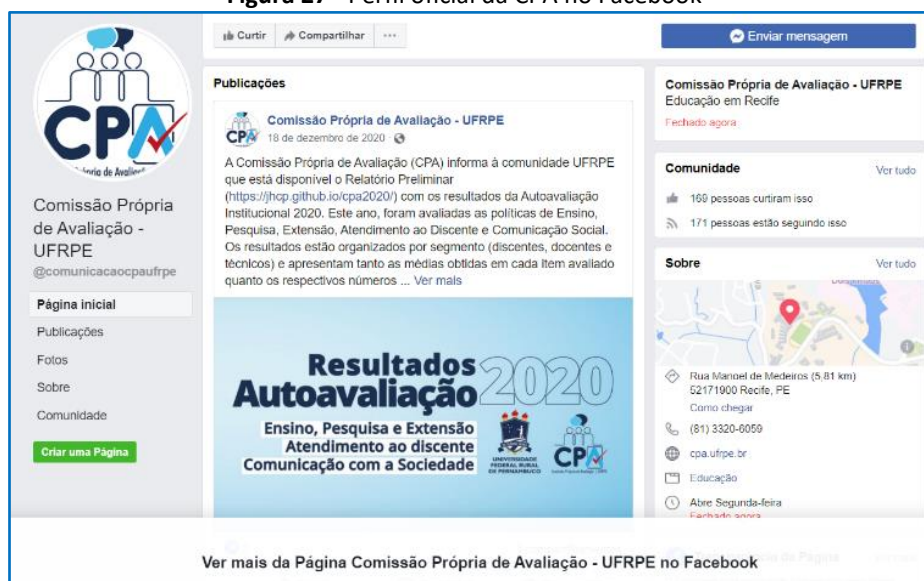 Figura 27 - Perfil oficial da CPA no Facebook
Curtir
Compartilhar
...
Enviar mensagem
CPA
Comissão Própria
de Avaliação -
UFRPE
@comunicacaocpaufrpe
Página inicial
Publicações
Fotos
Sobre
Comunidade
Criar uma Página
Publicações
Comissão Própria de Avaliação - UFRPE
18 de dezembro de 2020
A Comissão Própria de Avaliação (CPA) informa à comunidade UFRPE
que está disponível o Relatório Preliminar
(https://jhcp.github.io/cpa2020/) com os resultados da Autoavaliação
Institucional 2020. Este ano, foram avaliadas as políticas de Ensino,
Pesquisa, Extensão, Atendimento ao Discente e Comunicação Social.
Os resultados estão organizados por segmento (discentes, docentes e
técnicos) e apresentam tanto as médias obtidas em cada item avaliado
quanto os respectivos números ... Ver mais
Resultados
Autoavaliação 2020
Ensino, Pesquisa e Extensão
Atendimento ao discente
Comunicação com a Sociedade
UNIVERSIDADE
FEDERAL RURAL
DE PERNAMBUCO
CPA
Comissão Própria de Avaliação - UFRPE
Educação em Recife
Fechado agora
Comunidade
Ver tudo
169 pessoas curtiram isso
171 pessoas estão seguindo isso
Sobre
Ver tudo
Rua Manoel de Medeiros (5,81 km)
52171900 Recife, PE
Como chegar
(81) 3320-6059
cpa.ufrpe.br
Educação
Abre Segunda-feira
Fechado agora
Ver mais da Página Comissão Própria de Avaliação - UFRPE no Facebook